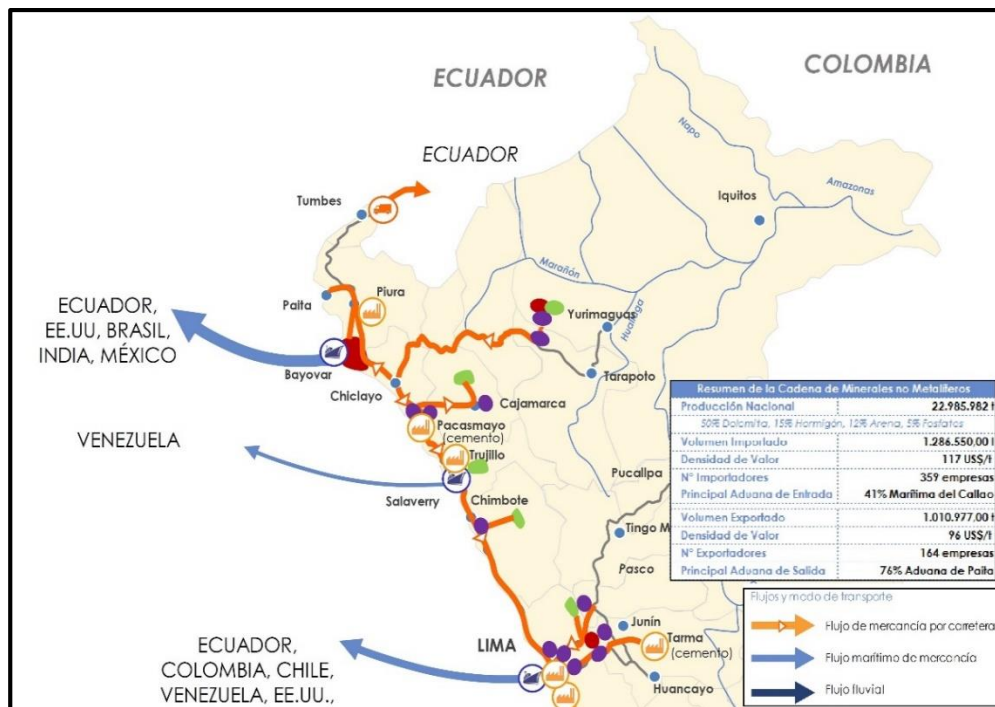 ECUADOR
COLOMBIA
ECUADOR
Napo
Amazonas
Iquitos
Tumbes
Marañón
Huallaga
Piura
Paita
Yurimaguas
ECUADOR,
EE.UU, BRASIL,
INDIA, MÉXICO
Bayovar
Chiclayo
Tarapoto
Cajamarca
Pacasmayo
(cemento)
Trujillo
VENEZUELA
Salaverry
Chimbote
Pucallpa
Tingo M
Pasco
Resumen de la Cadena de Minerales no Metalíferos
Producción Nacional 22.985.982 t
50% Dolomita, 15% Hormigón, 12% Arena, 5% Fosfatos
Volumen Importado 1.286.550,00 t
Densidad de Valor 117 US$/t
N° Importadores 359 empresas
Principal Aduana de Entrada 41% Marítima del Callao
Volumen Exportado 1.010.977,00 t
Densidad de Valor 96 US$/t
N° Exportadores 164 empresas
Principal Aduana de Salida 76% Aduana de Paita
Flujos y modo de transporte
Flujo de mercancía por carretera
Flujo marítimo de mercancía
Flujo fluvial
Junín
LIMA
Tarma
(cemento)
Huancayo
ECUADOR,
COLOMBIA, CHILE,
VENEZUELA, EE.UU.,